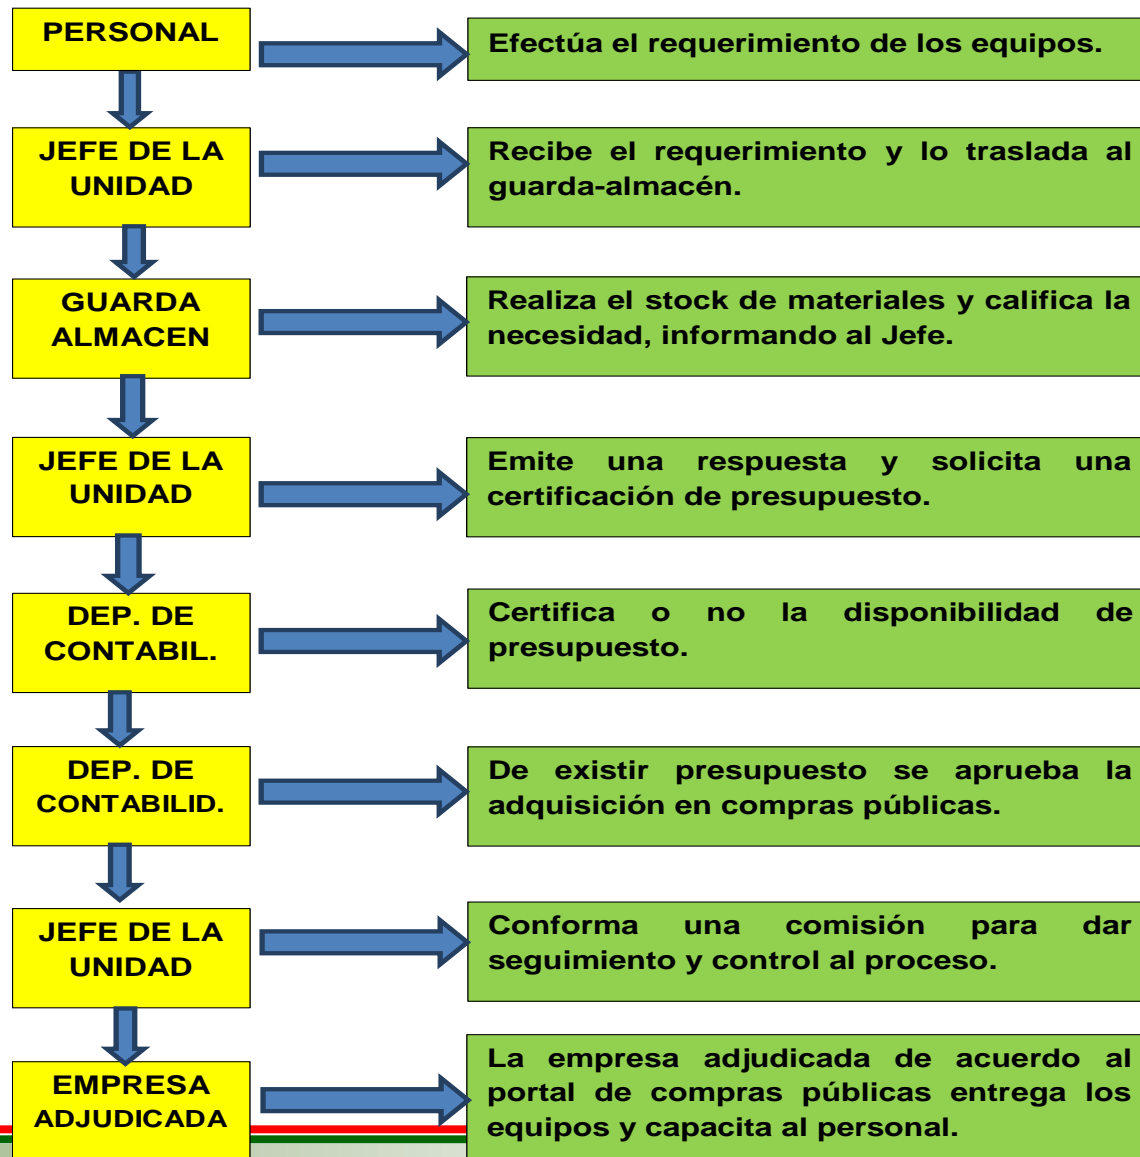 PERSONAL
Efectúa el requerimiento de los equipos.
JEFE DE LA
UNIDAD
Recibe el requerimiento y lo traslada al
guarda-almacén.
GUARDA
ALMACEN
Realiza el stock de materiales y califica la
necesidad, informando al Jefe.
JEFE DE LA
UNIDAD
Emite una respuesta y solicita una
certificación de presupuesto.
DEP. DE
CONTABIL.
Certifica o no la disponibilidad de
presupuesto.
DEP. DE
CONTABILID.
De existir presupuesto se aprueba la
adquisición en compras públicas.
JEFE DE LA
UNIDAD
Conforma una comisión para dar
seguimiento y control al proceso.
EMPRESA
ADJUDICADA
La empresa adjudicada de acuerdo al
portal de compras públicas entrega los
equipos y capacita al personal.